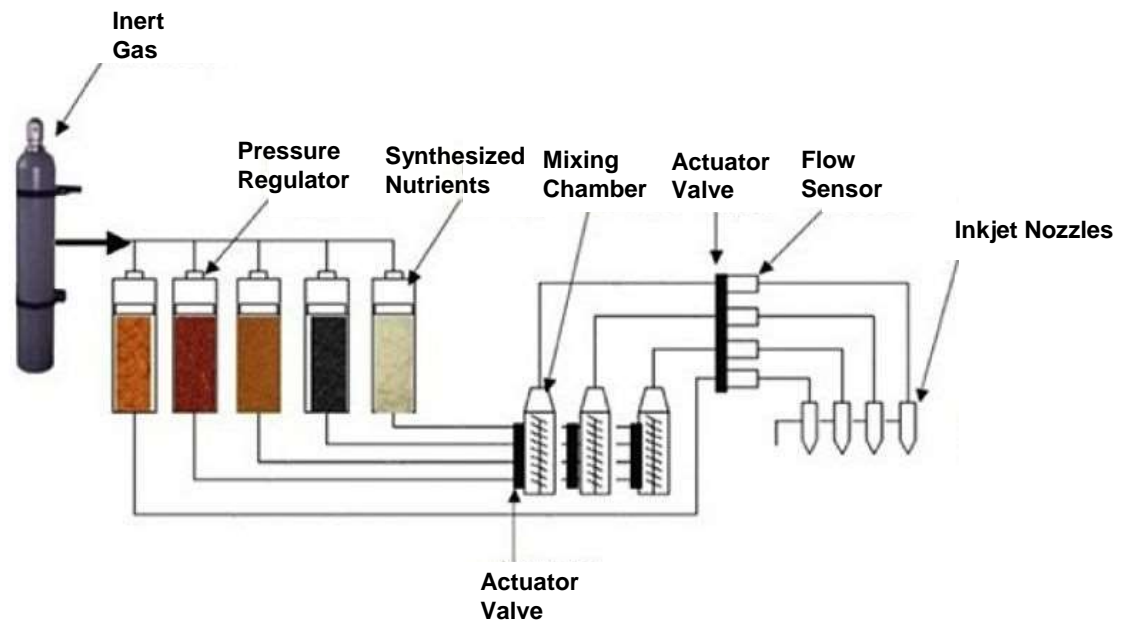 Inert
Gas
Pressure
Regulator
Synthesized
Nutrients
Mixing
Chamber
Actuator
Valve
Flow
Sensor
Inkjet Nozzles
Actuator
Valve